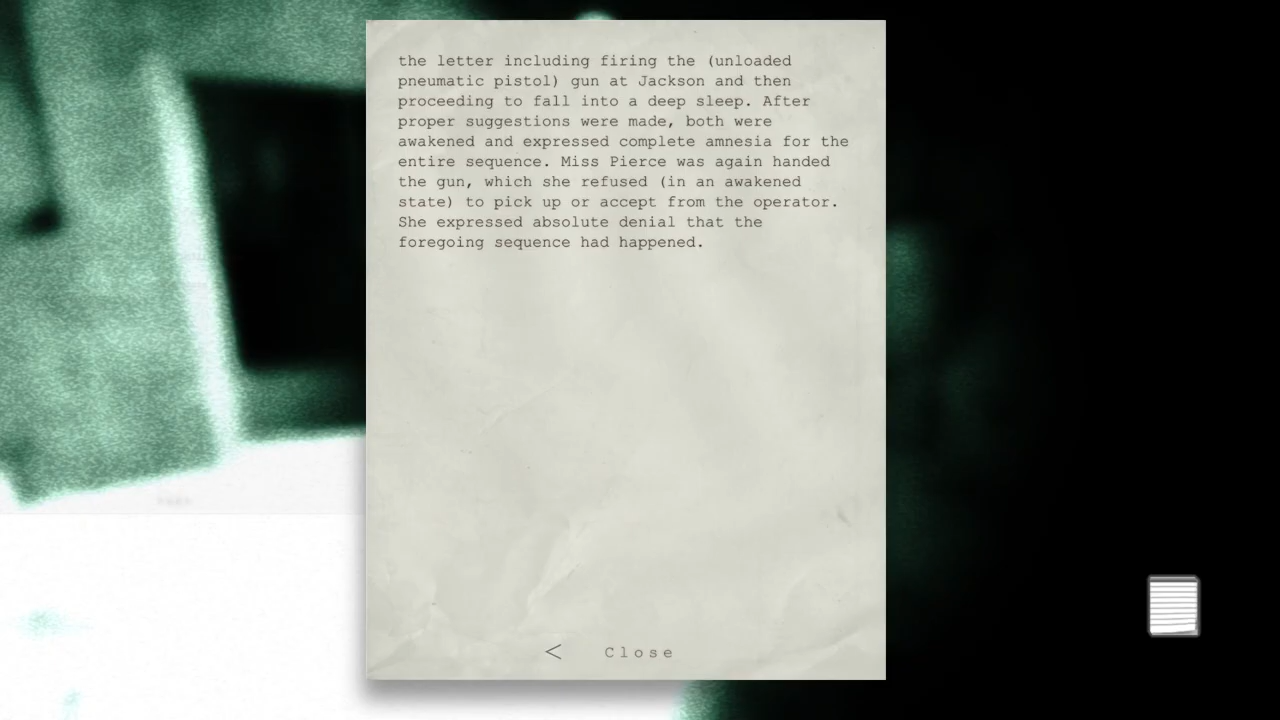 the letter including firing the (unloaded
pneumatic pistol) gun at Jackson and then
proceeding to fall into a deep sleep. After
proper suggestions were made, both were
awakened and expressed complete amnesia for the
entire sequence. Miss Pierce was again handed
the gun, which she refused (in an awakened
state) to pick up or accept from the operator.
She expressed absolute denial that the
foregoing sequence had happened.
< Close